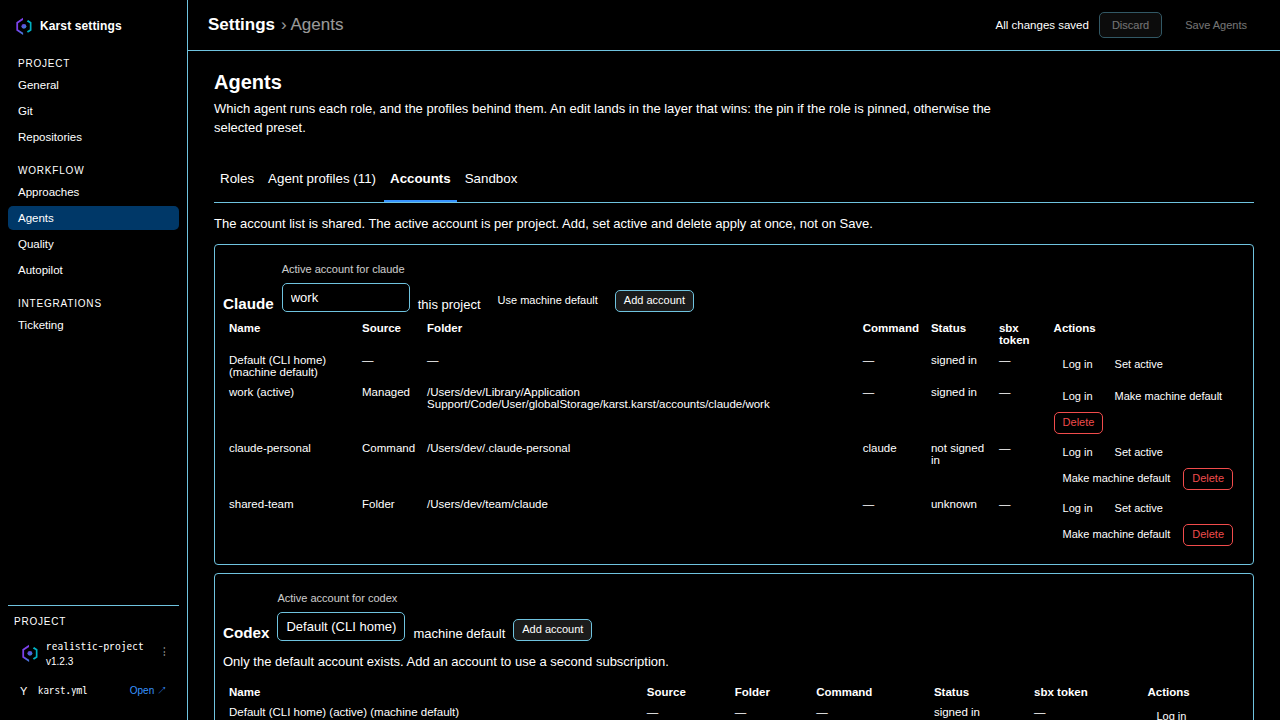 Karst settings
PROJECT
General
Git
Repositories
WORKFLOW
Approaches
Agents
Quality
Autopilot
INTEGRATIONS
Ticketing
PROJECT
realistic-project
v1.2.3
⋮
Y karst.yml Open ↗
Settings › Agents
All changes saved Discard Save Agents
Agents
Which agent runs each role, and the profiles behind them. An edit lands in the layer that wins: the pin if the role is pinned, otherwise the
selected preset.
Roles Agent profiles (11) Accounts Sandbox
The account list is shared. The active account is per project. Add, set active and delete apply at once, not on Save.
Active account for claude
Claude work this project Use machine default Add account
Name Source Folder Command Status sbx token Actions
Default (CLI home) (machine default) — — — signed in — Log in Set active
work (active) Managed /Users/dev/Library/Application — signed in — Log in Make machine default
Support/Code/User/globalStorage/karst.karst/accounts/claude/work
Delete
claude-personal Command /Users/dev/.claude-personal claude not signed in — Log in Set active
Make machine default Delete
shared-team Folder /Users/dev/team/claude — unknown — Log in Set active
Make machine default Delete
Active account for codex
Codex Default (CLI home) machine default Add account
Only the default account exists. Add an account to use a second subscription.
Name Source Folder Command Status sbx token Actions
Default (CLI home) (active) (machine default) — — — signed in — Log in